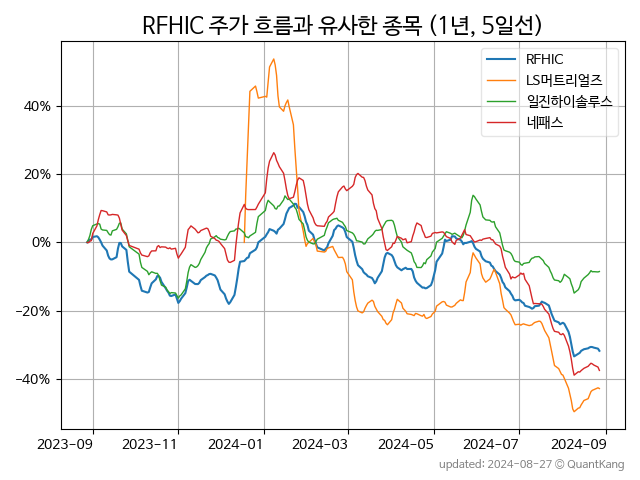 RFHIC 주가 흐름과 유사한 종목 (1년, 5일선)
RFHIC
LS머트리얼즈
일진하이솔루스
네패스
40%
20%
0%
−20%
−40%
2023-09 2023-11 2024-01 2024-03 2024-05 2024-07 2024-09
updated: 2024-08-27 © QuantKang